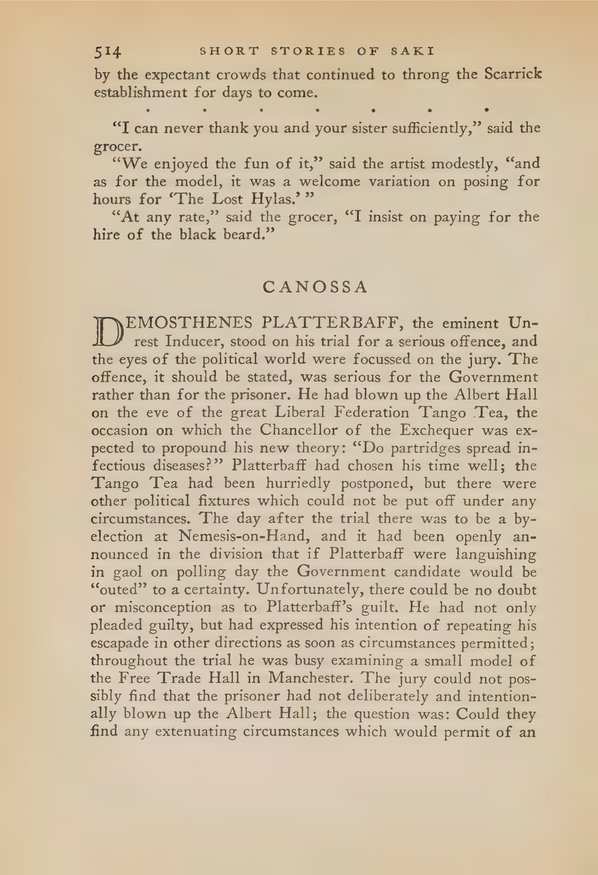 514 SHORT STORIES OF SAKI
by the expectant crowds that continued to throng the Scarrick
establishment for days to come.
. . . . . . .
“I can never thank you and your sister sufficiently,” said the
grocer.
“We enjoyed the fun of it,” said the artist modestly, “and
as for the model, it was a welcome variation on posing for
hours for ‘The Lost Hylas.’ ”
“At any rate,” said the grocer, “I insist on paying for the
hire of the black beard.”
CANOSSA
DEMOSTHENES PLATTERBAFF, the eminent Un-
rest Inducer, stood on his trial for a serious offence, and
the eyes of the political world were focussed on the jury. The
offence, it should be stated, was serious for the Government
rather than for the prisoner. He had blown up the Albert Hall
on the eve of the great Liberal Federation Tango Tea, the
occasion on which the Chancellor of the Exchequer was ex-
pected to propound his new theory: “Do partridges spread in-
fectious diseases?” Platterbaff had chosen his time well; the
Tango Tea had been hurriedly postponed, but there were
other political fixtures which could not be put off under any
circumstances. The day after the trial there was to be a by-
election at Nemesis-on-Hand, and it had been openly an-
nounced in the division that if Platterbaff were languishing
in gaol on polling day the Government candidate would be
“outed” to a certainty. Unfortunately, there could be no doubt
or misconception as to Platterbaff’s guilt. He had not only
pleaded guilty, but had expressed his intention of repeating his
escapade in other directions as soon as circumstances permitted;
throughout the trial he was busy examining a small model of
the Free Trade Hall in Manchester. The jury could not pos-
sibly find that the prisoner had not deliberately and intention-
ally blown up the Albert Hall; the question was: Could they
find any extenuating circumstances which would permit of an